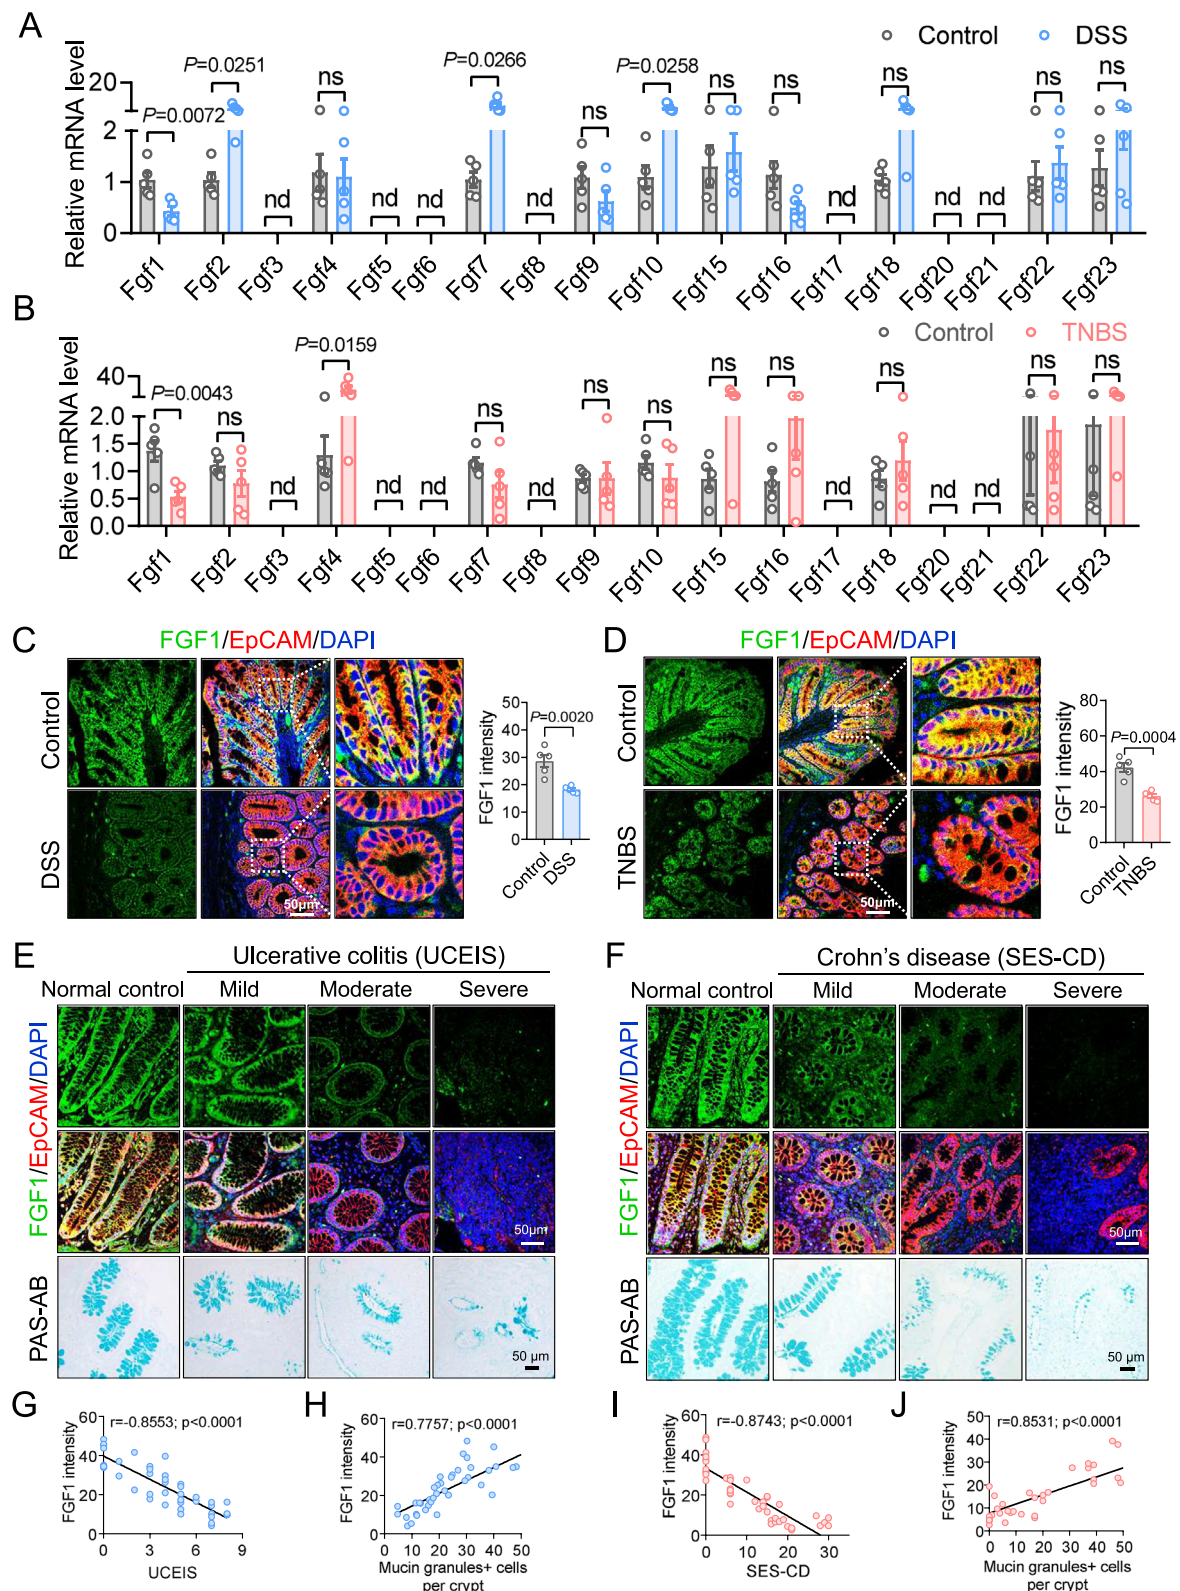 A
Control DSS
Relative mRNA level
20
2
1
0
P=0.0072
P=0.0251
nd
ns
nd
nd
P=0.0266
nd
ns
P=0.0258
ns
ns
nd
ns
nd
nd
ns
ns
Fgf1 Fgf2 Fgf3 Fgf4 Fgf5 Fgf6 Fgf7 Fgf8 Fgf9 Fgf10 Fgf15 Fgf16 Fgf17 Fgf18 Fgf20 Fgf21 Fgf22 Fgf23
B
Control TNBS
Relative mRNA level
40
2.0
1.5
1.0
0.5
0.0
P=0.0043
ns
nd
P=0.0159
nd
nd
ns
nd
ns
ns
ns
ns
nd
ns
nd
nd
ns
ns
Fgf1 Fgf2 Fgf3 Fgf4 Fgf5 Fgf6 Fgf7 Fgf8 Fgf9 Fgf10 Fgf15 Fgf16 Fgf17 Fgf18 Fgf20 Fgf21 Fgf22 Fgf23
C
FGF1/EpCAM/DAPI
Control
DSS
50μm
FGF1 intensity
50
40
30
20
10
0
P=0.0020
Control
DSS
D
FGF1/EpCAM/DAPI
Control
TNBS
50μm
FGF1 intensity
80
60
40
20
0
P=0.0004
Control
TNBS
E
Ulcerative colitis (UCEIS)
Normal control Mild Moderate Severe
FGF1/EpCAM/DAPI
50μm
PAS-AB
50 μm
F
Crohn's disease (SES-CD)
Normal control Mild Moderate Severe
FGF1/EpCAM/DAPI
50μm
PAS-AB
50 μm
G
r=-0.8553; p<0.0001
FGF1 intensity
60
40
20
0
0 3 6 9
UCEIS
H
r=0.7757; p<0.0001
FGF1 intensity
60
40
20
0
0 10 20 30 40 50
Mucin granules+ cells
per crypt
I
r=-0.8743; p<0.0001
FGF1 intensity
60
40
20
0
0 10 20 30
SES-CD
J
r=0.8531; p<0.0001
FGF1 intensity
50
40
30
20
10
0
0 10 20 30 40 50
Mucin granules+ cells
per crypt